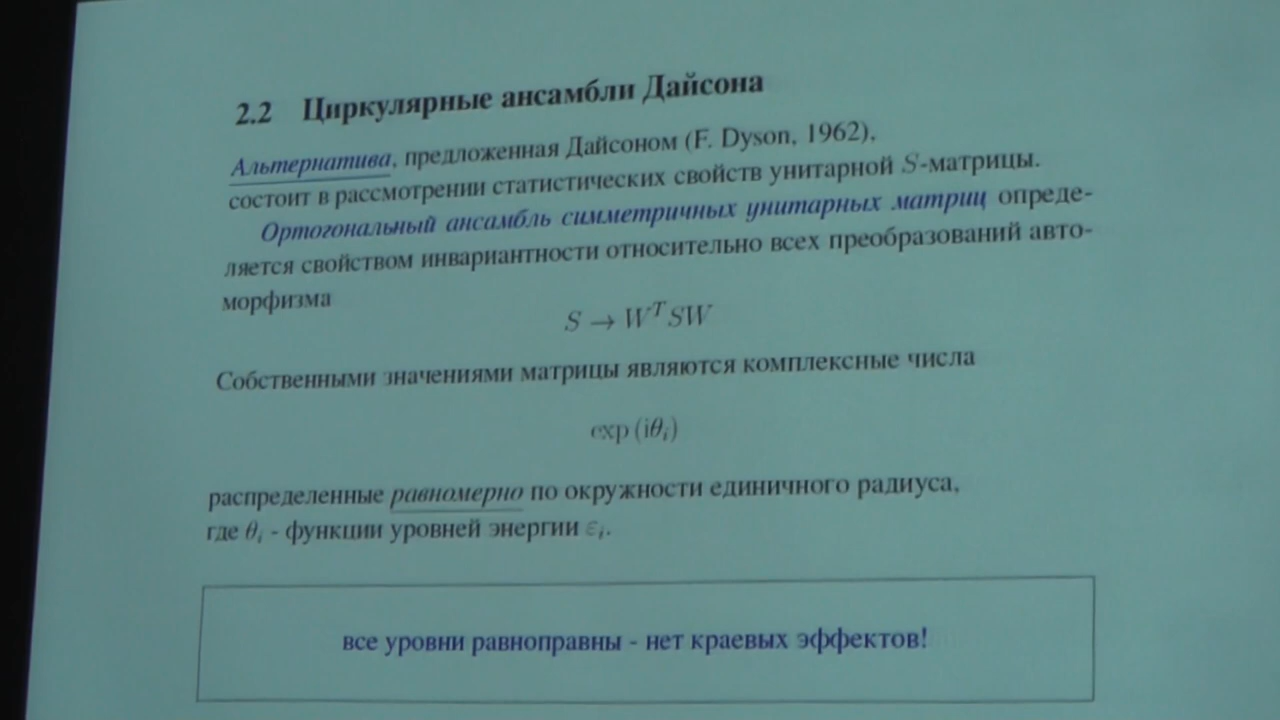 2.2 Циркулярные ансамбли Дайсона
Альтернатива, предложенная Дайсоном (F. Dyson, 1962),
состоит в рассмотрении статистических свойств унитарной S-матрицы.
Ортогональный ансамбль симметричных унитарных матриц опреде-
ляется свойством инвариантности относительно всех преобразований авто-
морфизма
S → W^T SW
Собственными значениями матрицы являются комплексные числа
exp (iθ_i)
распределенные равномерно по окружности единичного радиуса,
где θ_i - функции уровней энергии ε_i.
все уровни равноправны - нет краевых эффектов!